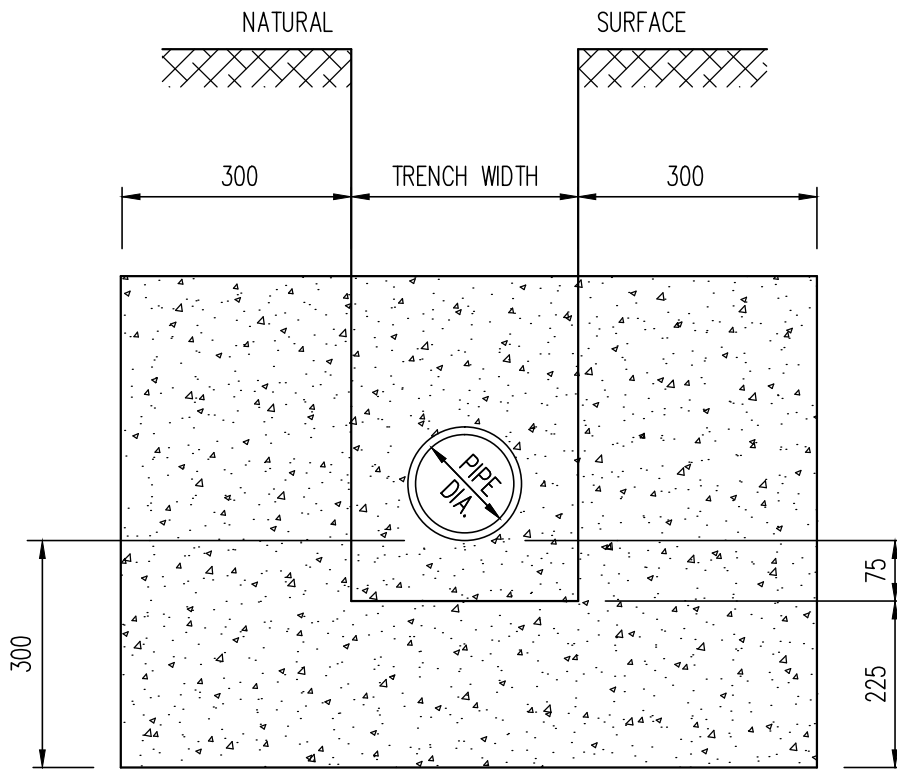 NATURAL SURFACE
300 TRENCH WIDTH 300
PIPE
DIA.
75
300
225